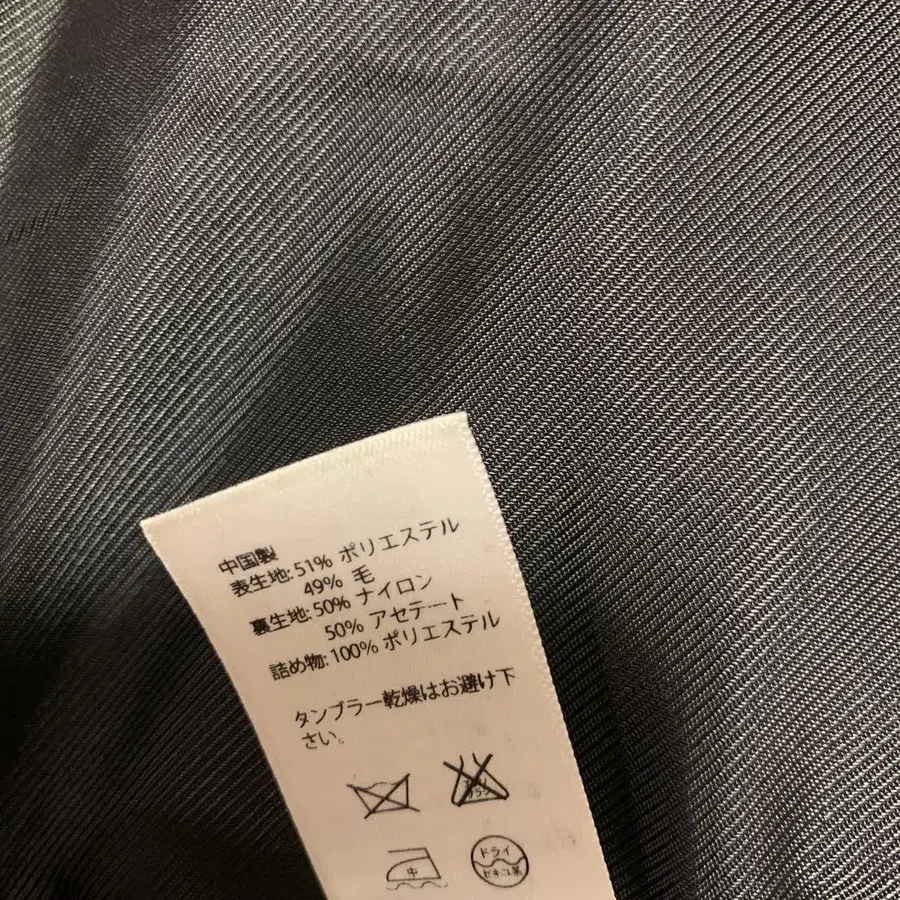 中国製
表生地:51% ポリエステル
49% 毛
裏生地:50% ナイロン
50% アセテート
詰め物:100% ポリエステル
タンブラー乾燥はお避け下
さい。
中
ドライ
セキユ系